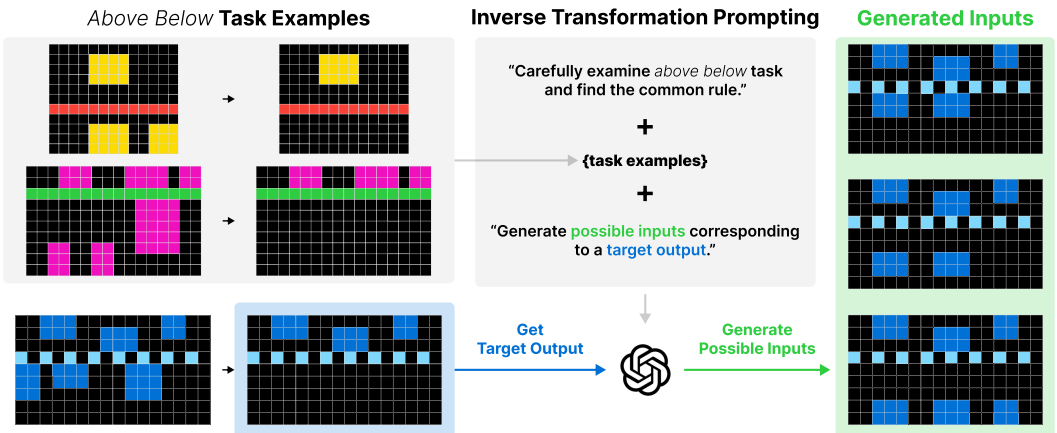 Above Below Task Examples
Inverse Transformation Prompting
Generated Inputs
“Carefully examine above below task
and find the common rule.”
+
{task examples}
+
“Generate possible inputs corresponding
to a target output.”
Get
Target Output
Generate
Possible Inputs